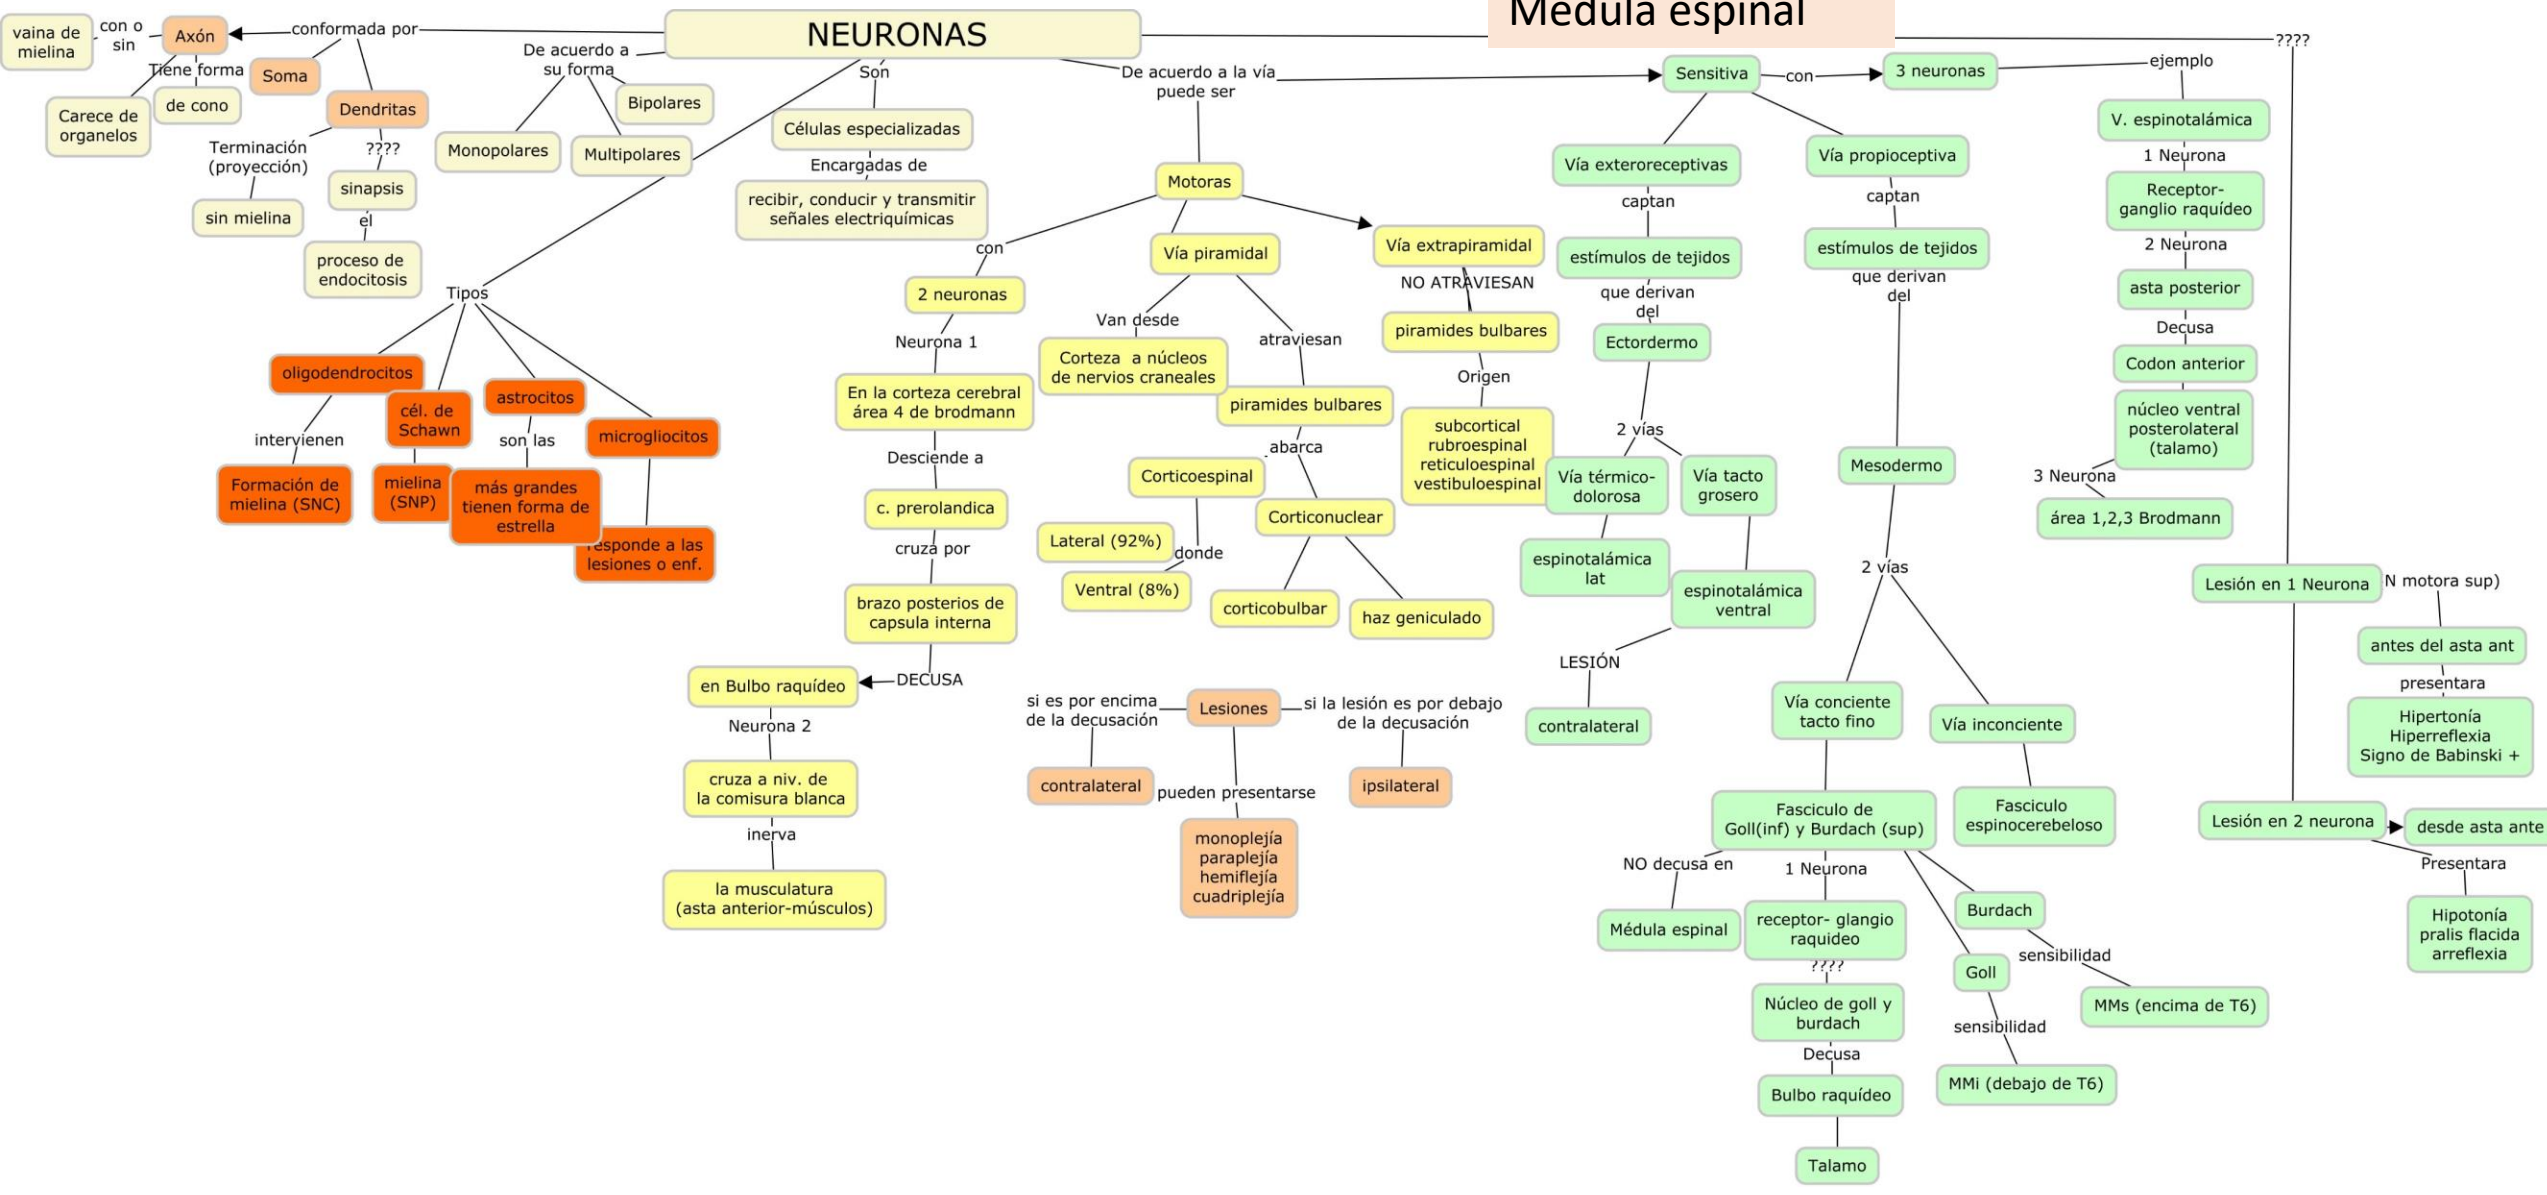 Médula espinal
NEURONAS
conformada por
Axón
con o
sin
vaina de
mielina
Tiene forma
de cono
Carece de
organelos
Soma
Dendritas
Terminación
(proyección)
sin mielina
????
sinapsis
el
proceso de
endocitosis
De acuerdo a
su forma
Monopolares
Multipolares
Bipolares
Tipos
oligodendrocitos
intervienen
Formación de
mielina (SNC)
cél. de
Schawn
mielina
(SNP)
astrocitos
son las
más grandes
tienen forma de
estrella
microgliocitos
responde a las
lesiones o enf.
Son
Células especializadas
Encargadas de
recibir, conducir y transmitir
señales electriquímicas
De acuerdo a la vía
puede ser
Motoras
con
2 neuronas
Neurona 1
En la corteza cerebral
área 4 de brodmann
Desciende a
c. prerolandica
cruza por
brazo posterios de
capsula interna
DECUSA
en Bulbo raquídeo
Neurona 2
cruza a niv. de
la comisura blanca
inerva
la musculatura
(asta anterior-músculos)
Vía piramidal
Van desde
Corteza a núcleos
de nervios craneales
atraviesan
piramides bulbares
abarca
Corticoespinal
donde
Lateral (92%)
Ventral (8%)
Corticonuclear
corticobulbar
haz geniculado
Vía extrapiramidal
NO ATRAVIESAN
piramides bulbares
Origen
subcortical
rubroespinal
reticuloespinal
vestibuloespinal
Lesiones
si es por encima
de la decusación
contralateral
pueden presentarse
monoplejía
paraplejía
hemiflejía
cuadriplejía
si la lesión es por debajo
de la decusación
ipsilateral
Sensitiva
Vía exteroreceptivas
captan
estímulos de tejidos
que derivan
del
Ectordermo
2 vías
Vía térmico-
dolorosa
espinotalámica
lat
Vía tacto
grosero
espinotalámica
ventral
LESIÓN
contralateral
Vía propioceptiva
captan
estímulos de tejidos
que derivan
del
Mesodermo
2 vías
Vía conciente
tacto fino
Fasciculo de
Goll(inf) y Burdach (sup)
NO decusa en
Médula espinal
1 Neurona
receptor- glangio
raquideo
????
Núcleo de goll y
burdach
Decusa
Bulbo raquídeo
Talamo
Goll
sensibilidad
MMi (debajo de T6)
Burdach
sensibilidad
MMs (encima de T6)
Vía inconciente
Fasciculo
espinocerebeloso
con
3 neuronas
ejemplo
V. espinotalámica
1 Neurona
Receptor-
ganglio raquídeo
2 Neurona
asta posterior
Decusa
Codon anterior
núcleo ventral
posterolateral
(talamo)
3 Neurona
área 1,2,3 Brodmann
????
Lesión en 1 Neurona
N motora sup)
antes del asta ant
presentara
Hipertonía
Hiperreflexia
Signo de Babinski +
Lesión en 2 neurona
desde asta ante
Presentara
Hipotonía
pralis flacida
arreflexia